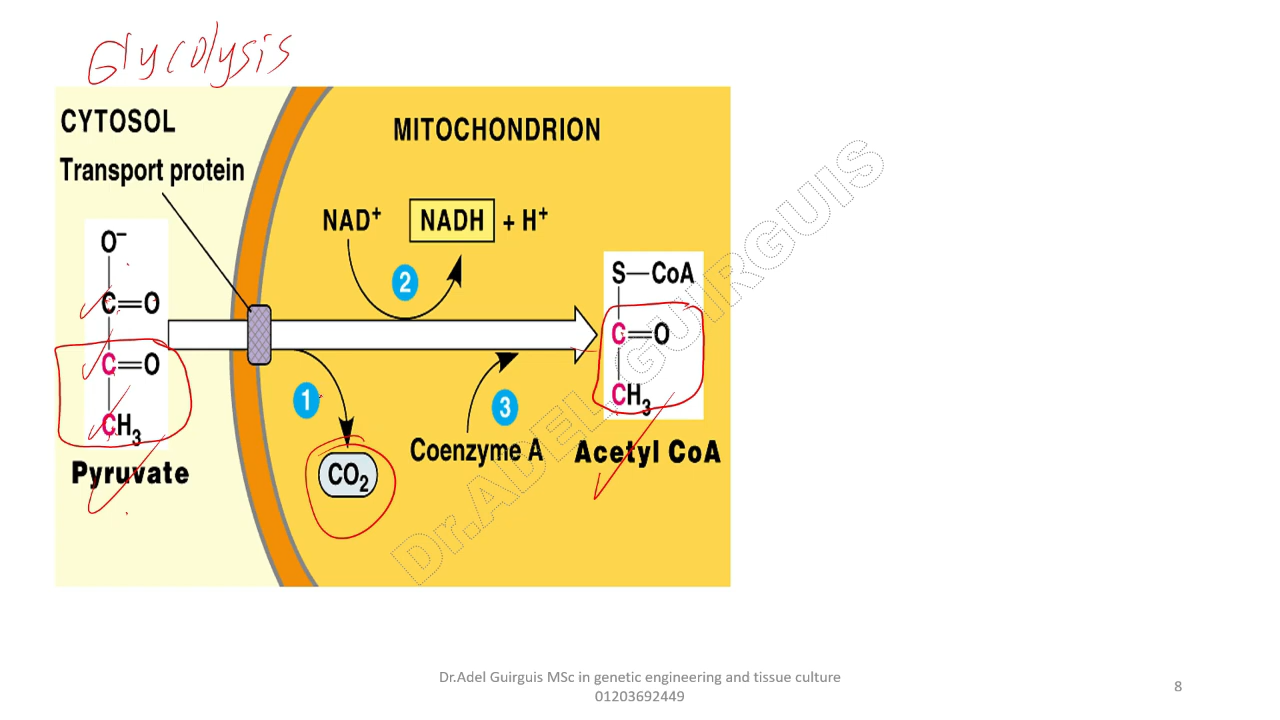 Glycolysis
CYTOSOL
MITOCHONDRION
Transport protein
NAD⁺
NADH + H⁺
2
O⁻
C=O
C=O
CH₃
Pyruvate
S—CoA
C=O
CH₃
Acetyl CoA
1
3
CO₂
Coenzyme A
Dr.ADEL GUIRGUIS
Dr.Adel Guirguis MSc in genetic engineering and tissue culture
01203692449
8